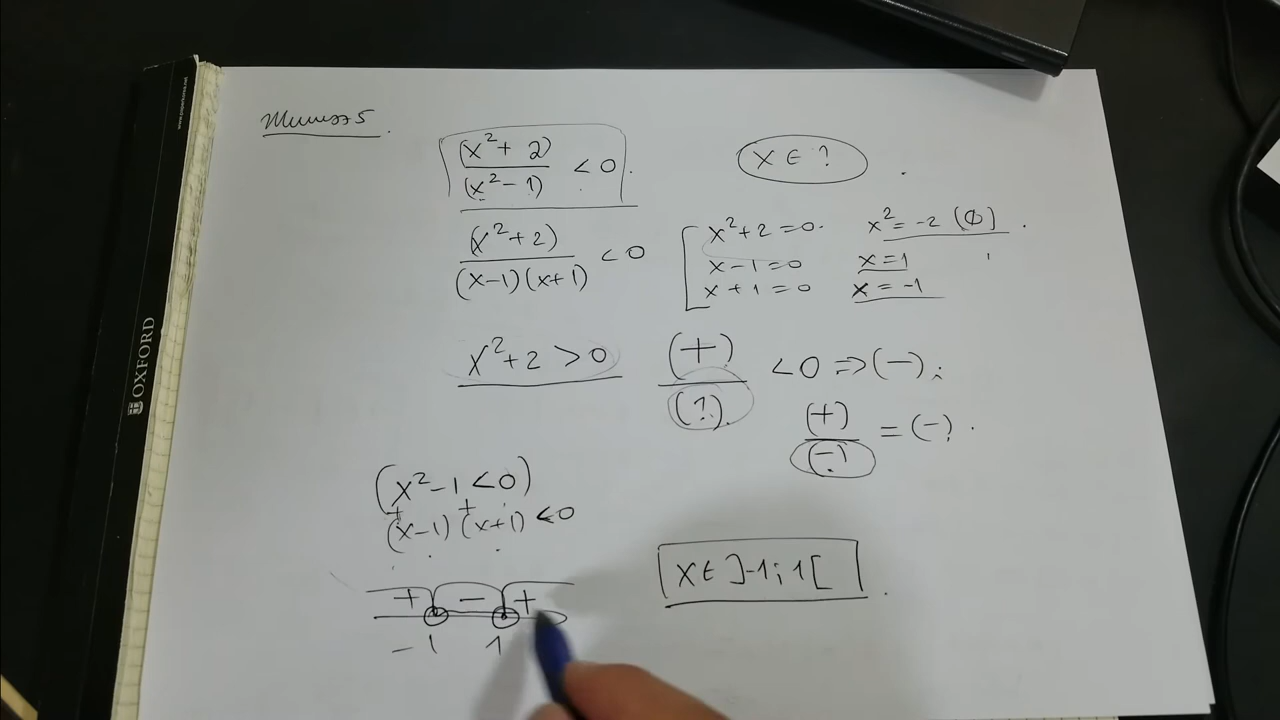 (x² + 2)
(x² – 1) < 0
x ∈ ?
(x² + 2)
(x–1)(x+1) < 0
x²+2 = 0. x² = –2 (∅)
x – 1 = 0 x = 1
x + 1 = 0 x = –1
x²+2 > 0
(+)
(?) < 0 ⇒ (–);
(+)
(–) = (–).
(x² – 1 < 0)
+ +
(x–1) (x+1) < 0
+ – +
–1 1
x ∈ ]–1; 1[
OXFORD